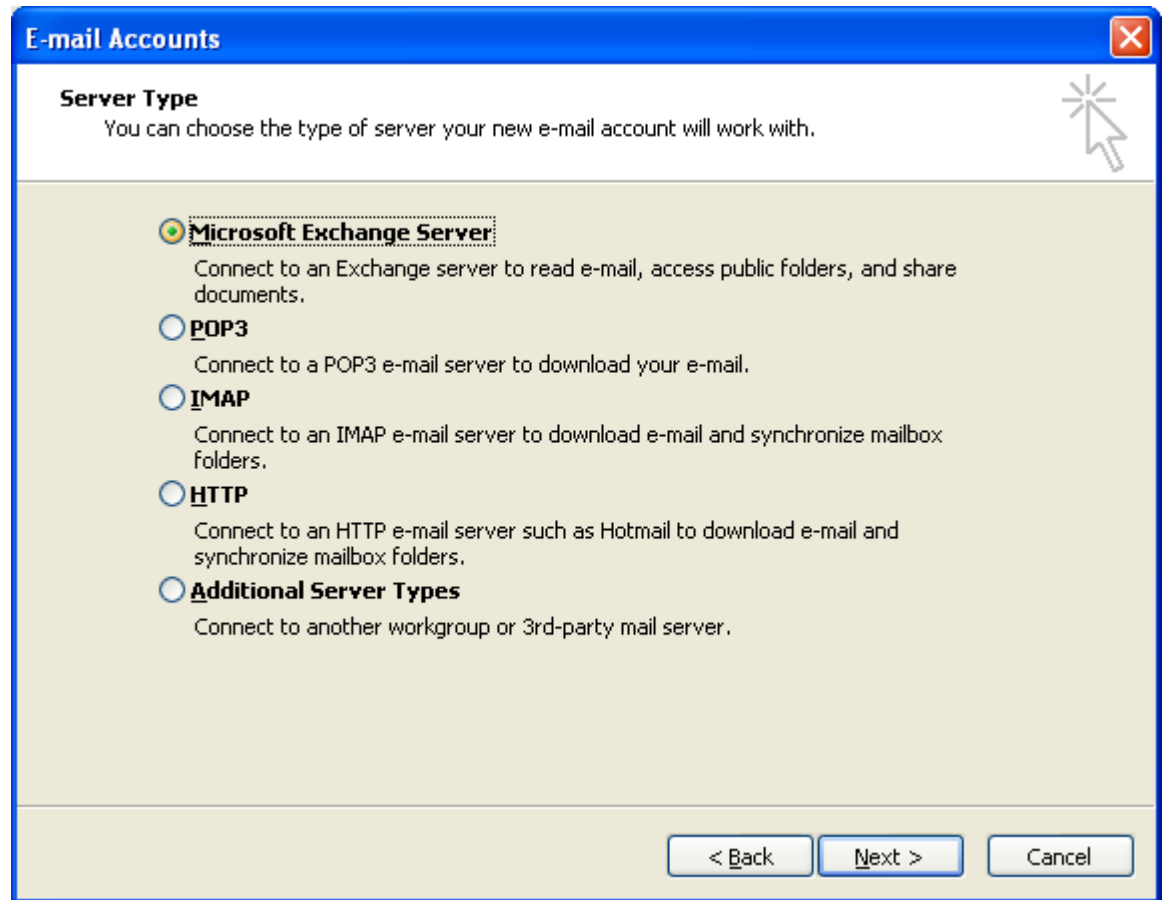 E-mail Accounts
Server Type
You can choose the type of server your new e-mail account will work with.
Microsoft Exchange Server
Connect to an Exchange server to read e-mail, access public folders, and share
documents.
POP3
Connect to a POP3 e-mail server to download your e-mail.
IMAP
Connect to an IMAP e-mail server to download e-mail and synchronize mailbox
folders.
HTTP
Connect to an HTTP e-mail server such as Hotmail to download e-mail and
synchronize mailbox folders.
Additional Server Types
Connect to another workgroup or 3rd-party mail server.
< Back Next > Cancel